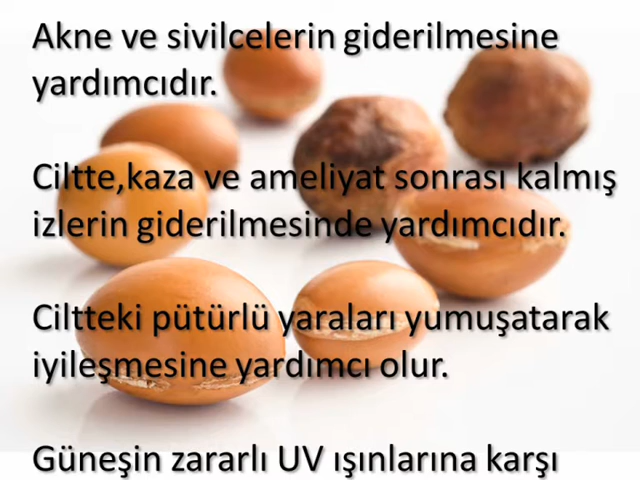 Akne ve sivilcelerin giderilmesine
yardımcıdır.
Ciltte,kaza ve ameliyat sonrası kalmış
izlerin giderilmesinde yardımcıdır.
Ciltteki pütürlü yaraları yumuşatarak
iyileşmesine yardımcı olur.
Güneşin zararlı UV ışınlarına karşı